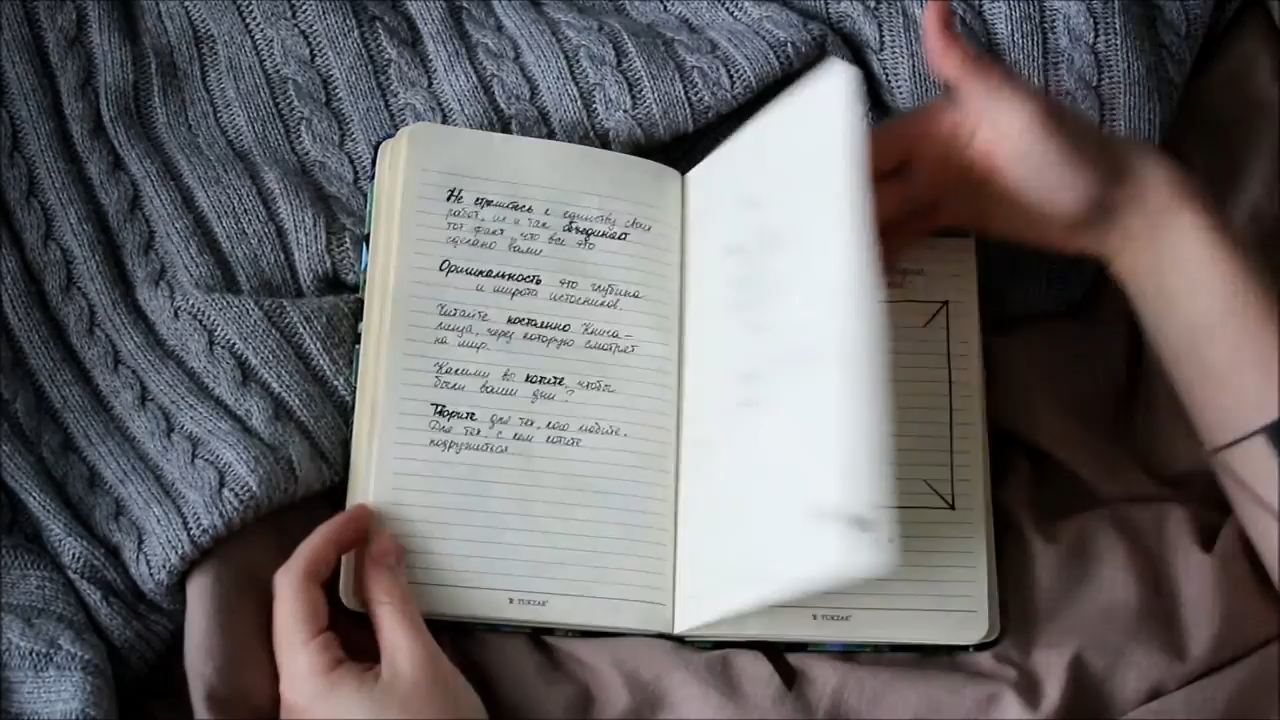 Не стремитесь к единству своих
работ, их и так объединяет
тот факт, что все это
сделано вами
Оригинальность это глубина
и широта источников.
Читайте постоянно Книга-
линза, через которую смотрят
на мир.
Какими вы хотите, чтобы
были ваши дни?
Творите для тех, кого любите.
Для тех, с кем хотите
подружиться